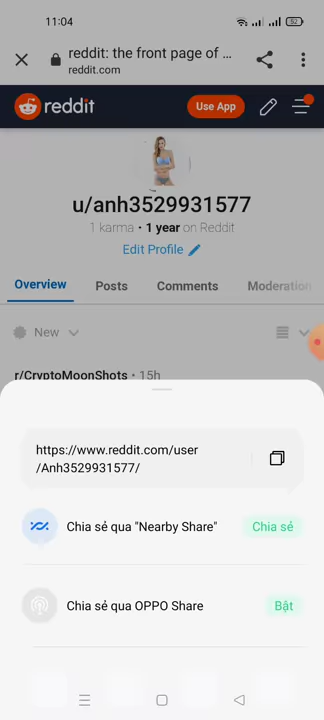 11:04
52
reddit: the front page of ...
reddit.com
reddit
Use App
u/anh3529931577
1 karma • 1 year on Reddit
Edit Profile
Overview
Posts
Comments
Moderation
New
r/CryptoMoonShots • 15h
https://www.reddit.com/user
/Anh3529931577/
Chia sẻ qua "Nearby Share"
Chia sẻ
Chia sẻ qua OPPO Share
Bật